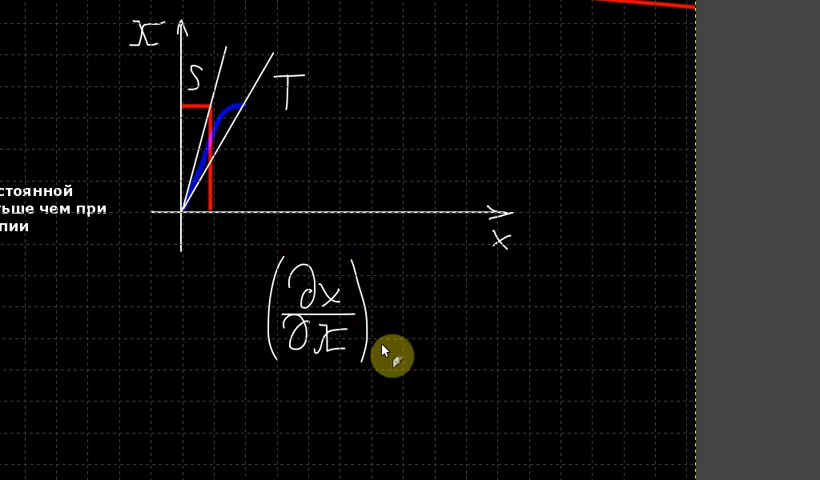 S
T
стоянной
ьше чем при
пии
x
∂x